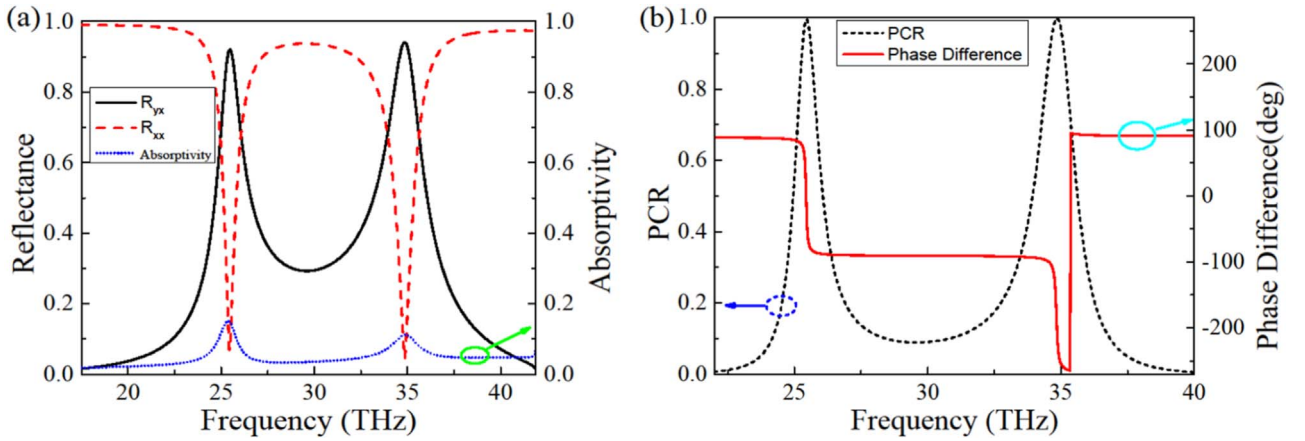 (a)
1.0
0.8
0.6
0.4
0.2
0.0
Reflectance
R_yx
R_xx
Absorptivity
1.0
0.8
0.6
0.4
0.2
0.0
Absorptivity
20 25 30 35 40
Frequency (THz)
(b)
1.0
0.8
0.6
0.4
0.2
0.0
PCR
PCR
Phase Difference
200
100
0
-100
-200
Phase Difference(deg)
25 30 35 40
Frequency (THz)